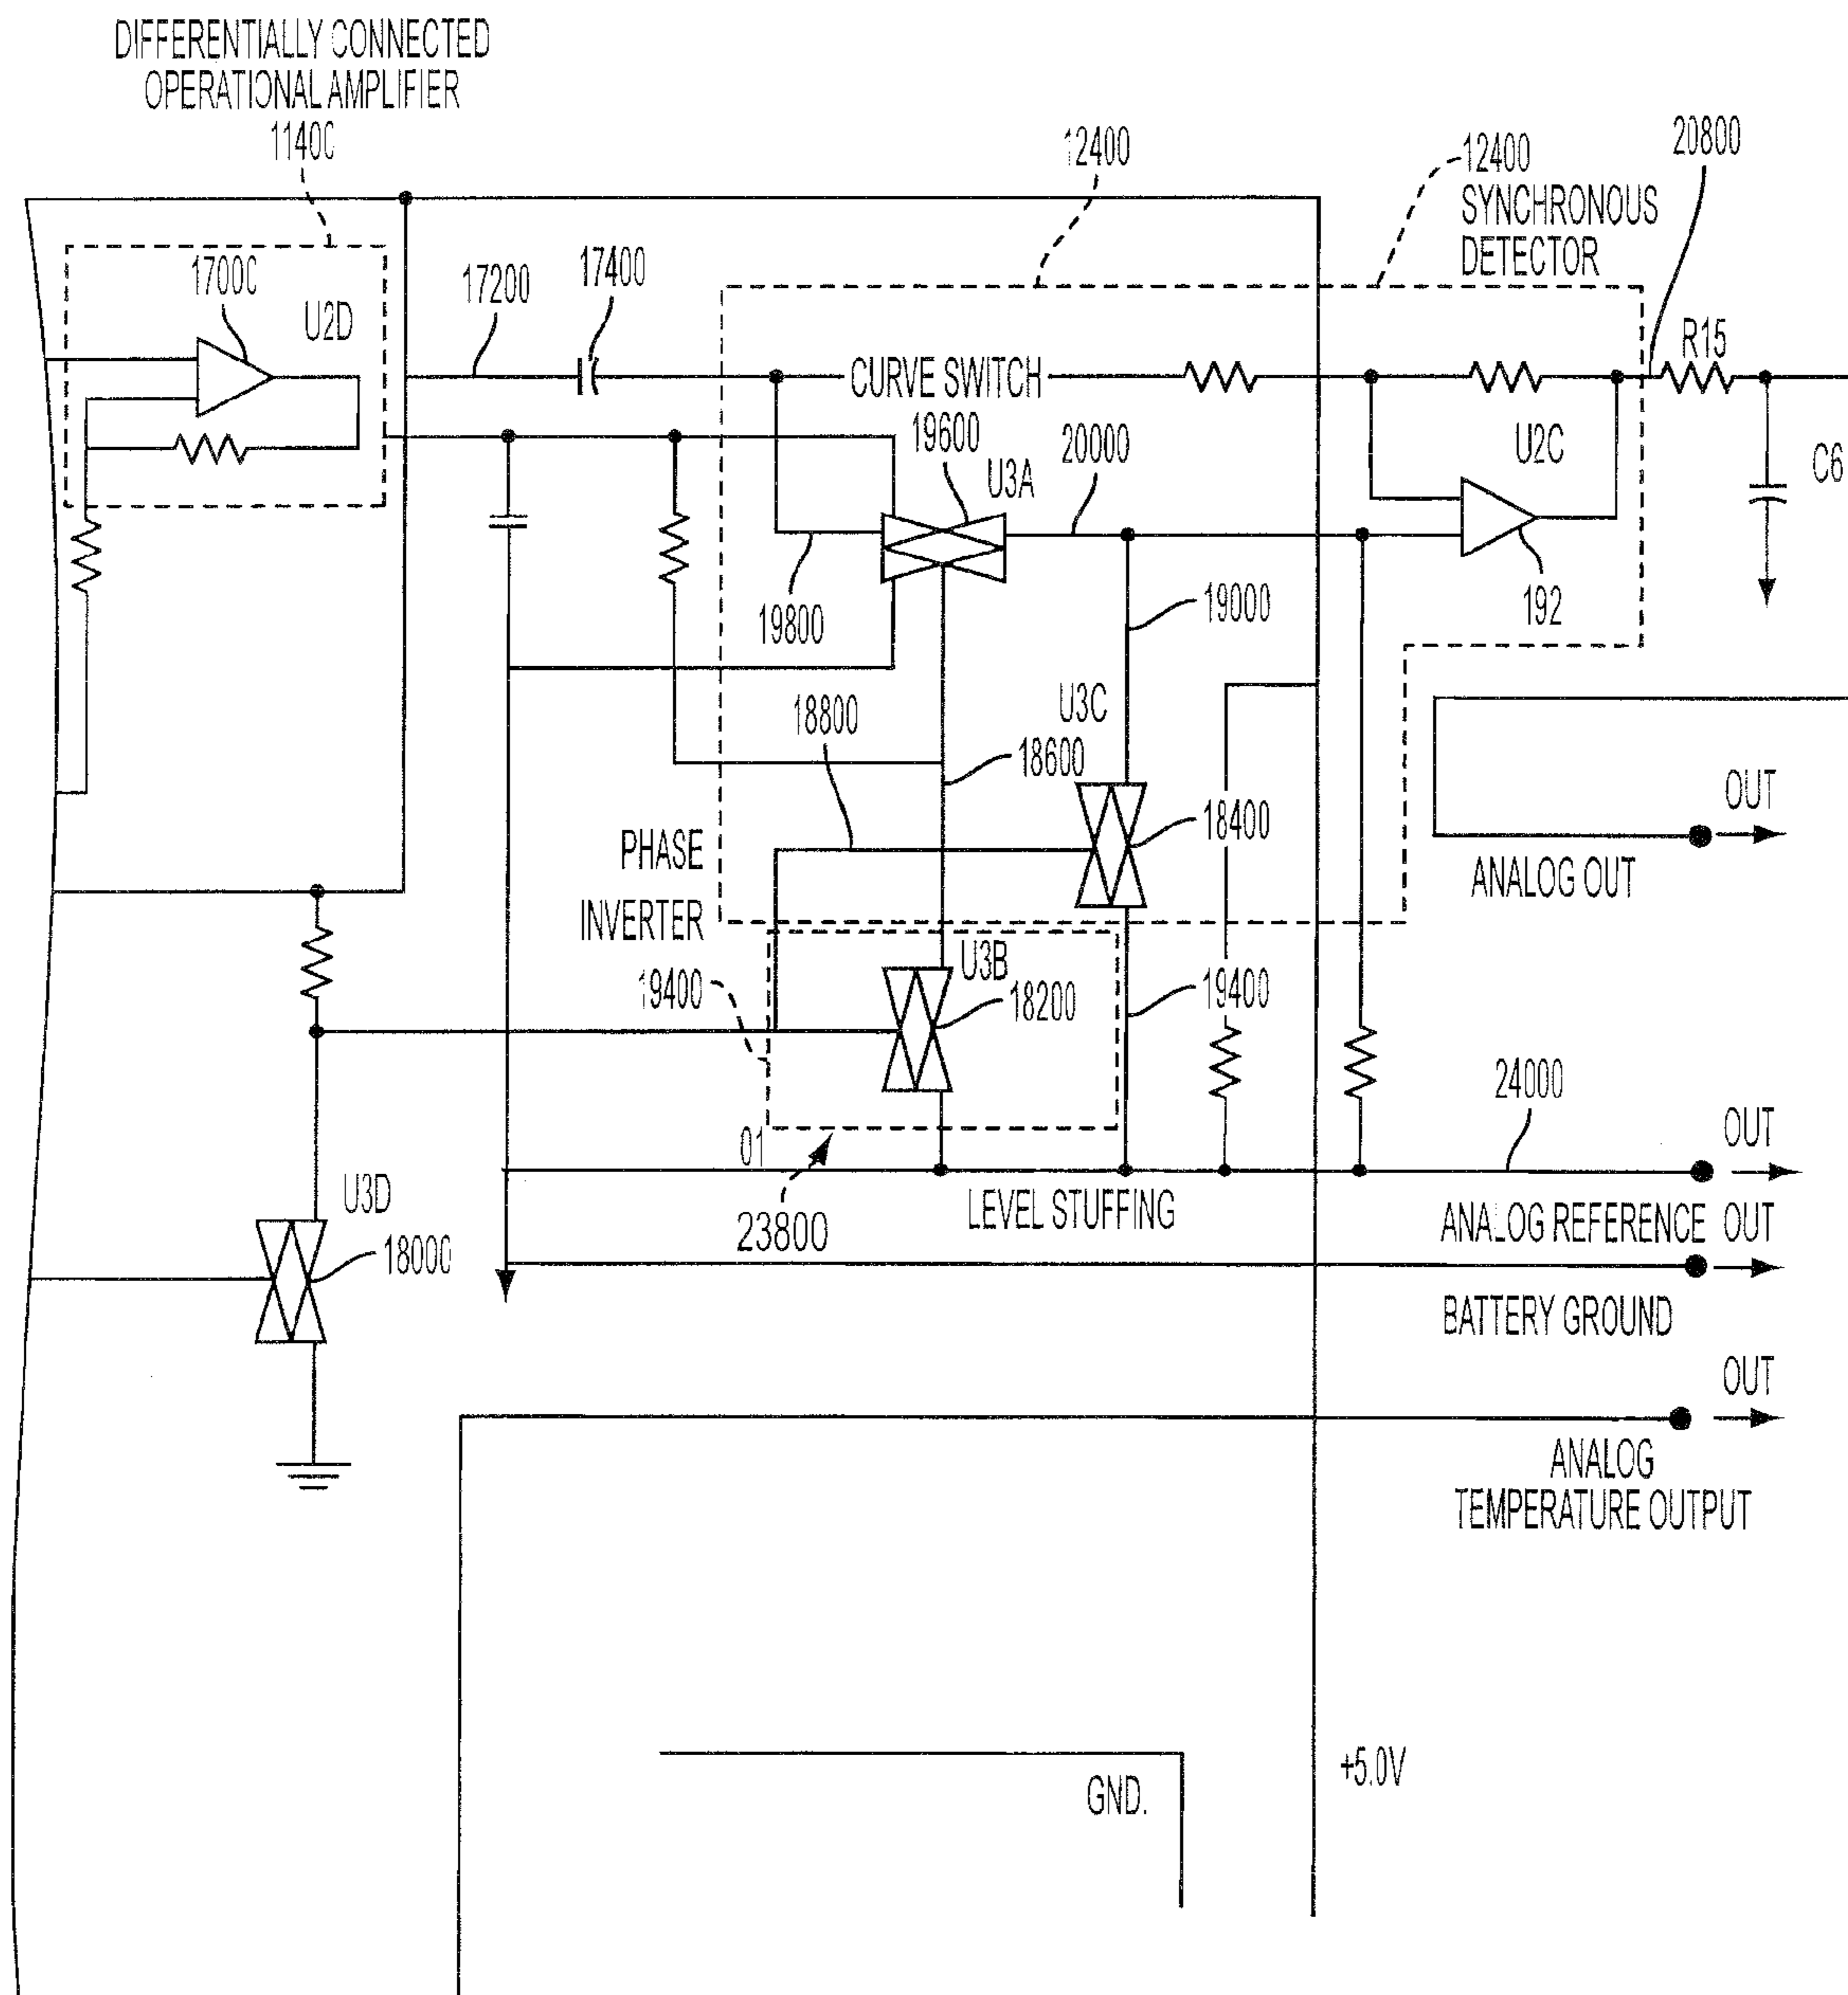 DIFFERENTIALLY CONNECTED
OPERATIONAL AMPLIFIER
11400
12400
12400
SYNCHRONOUS
DETECTOR
20800
17000
U2D
17200
17400
CURVE SWITCH
R15
19600
U3A
20000
U2C
C6
19800
192
19000
18800
U3C
18600
18400
OUT
ANALOG OUT
PHASE
INVERTER
19400
U3B
18200
19400
24000
01
OUT
23800
LEVEL STUFFING
ANALOG REFERENCE OUT
U3D
18000
BATTERY GROUND
OUT
ANALOG
TEMPERATURE OUTPUT
GND.
+5.0V